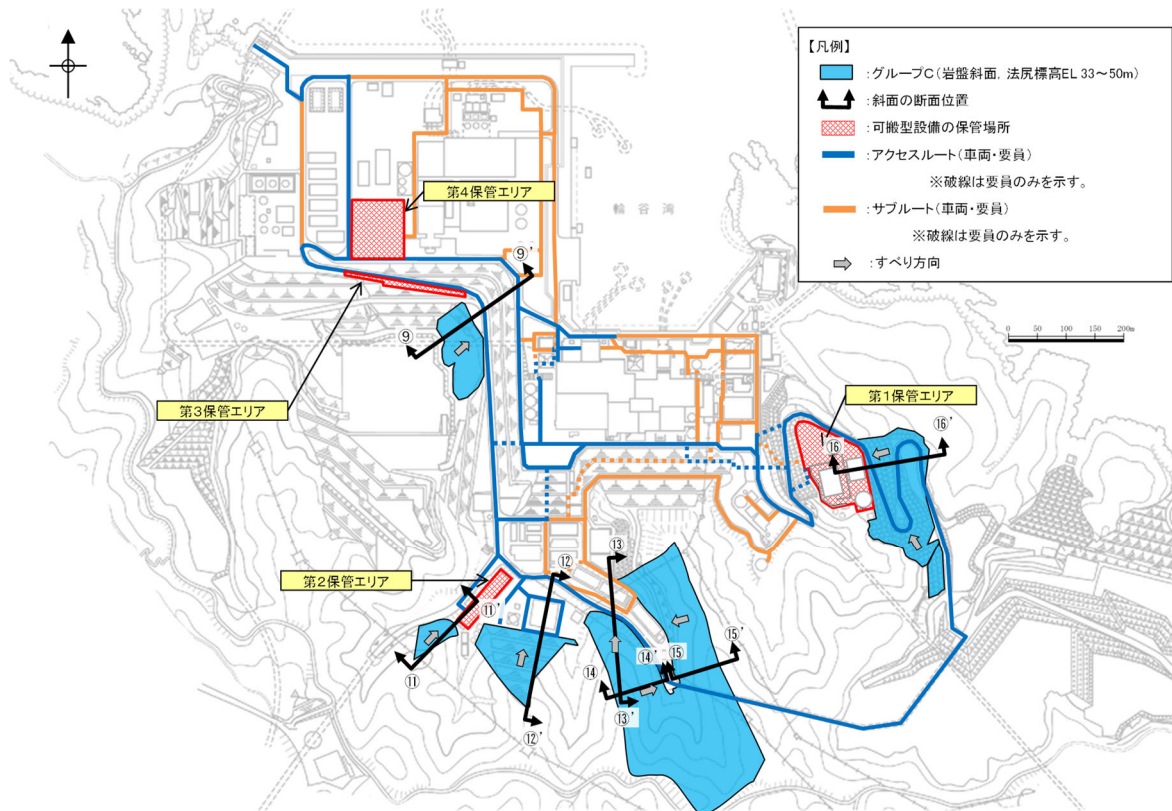 【凡例】
:グループC(岩盤斜面，法尻標高EL 33～50m)
:斜面の断面位置
:可搬型設備の保管場所
:アクセスルート(車両・要員)
※破線は要員のみを示す。
:サブルート(車両・要員)
※破線は要員のみを示す。
:すべり方向
0 50 100 150 200m
第4保管エリア
輪谷湾
⑨'
⑨
第3保管エリア
第1保管エリア
⑯'
⑯
第2保管エリア
⑪'
⑪
⑫
⑫'
⑬
⑬'
⑭
⑭'
⑮
⑮'